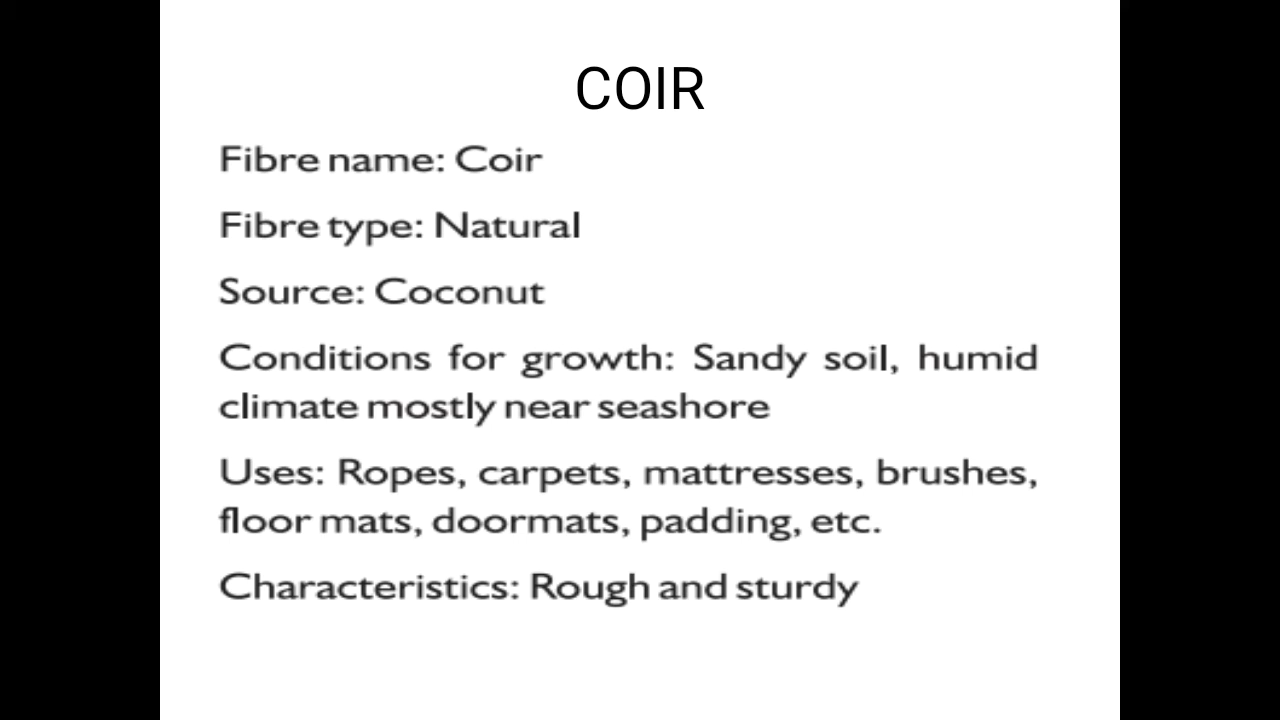 COIR
Fibre name: Coir
Fibre type: Natural
Source: Coconut
Conditions for growth: Sandy soil, humid
climate mostly near seashore
Uses: Ropes, carpets, mattresses, brushes,
floor mats, doormats, padding, etc.
Characteristics: Rough and sturdy